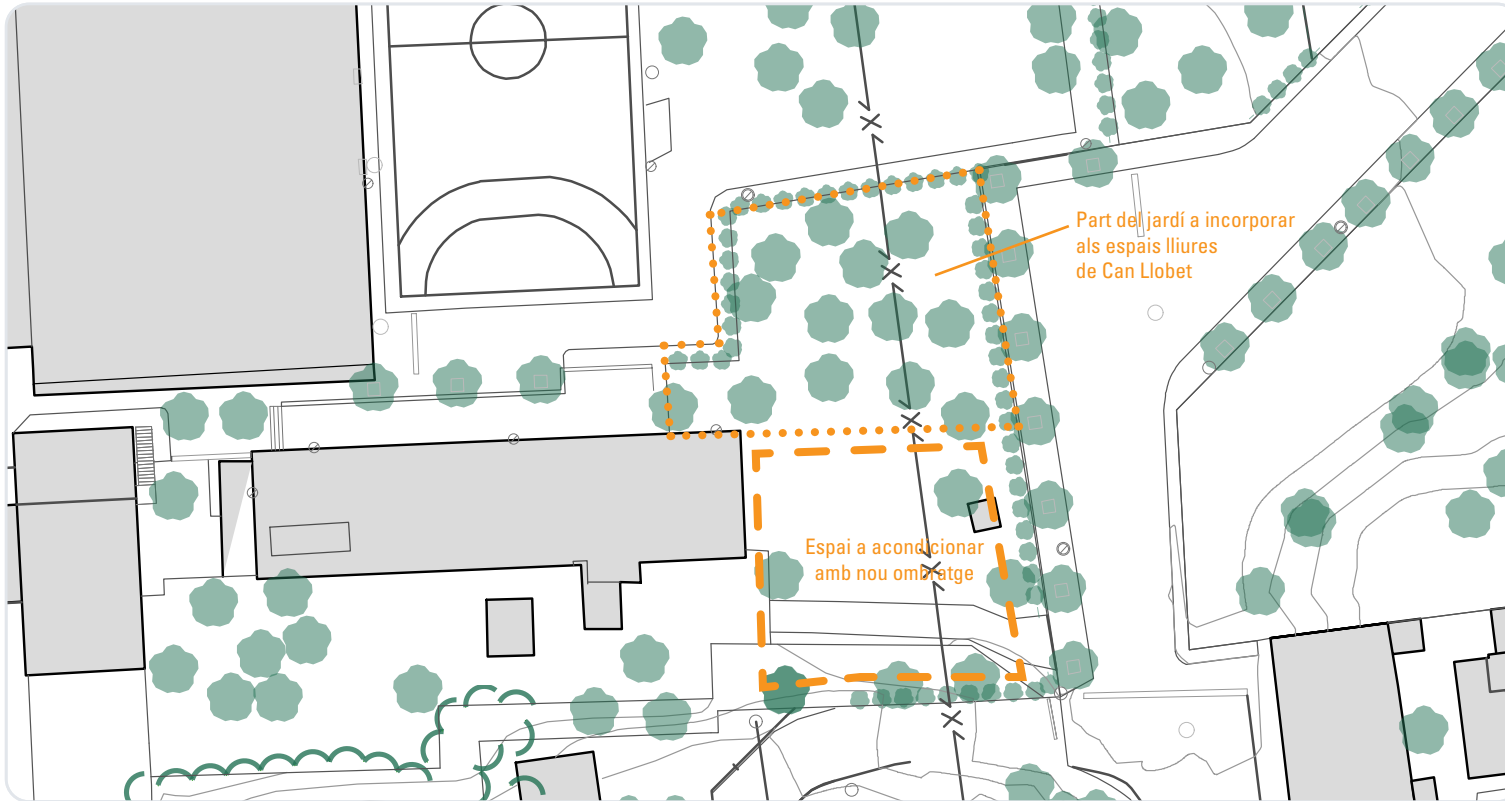 Part del jardí a incorporar
als espais lliures
de Can Llobet
Espai a acondicionar
amb nou ombratge